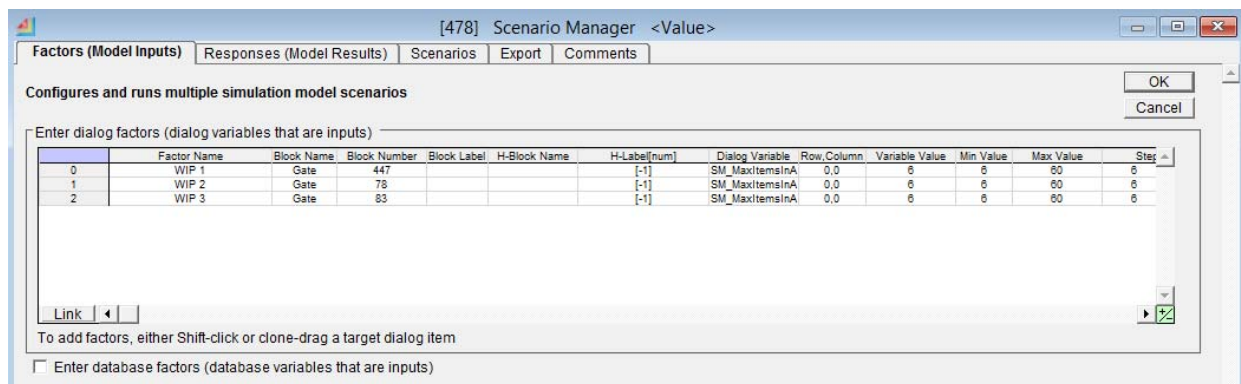 [478] Scenario Manager <Value>
Factors (Model Inputs) Responses (Model Results) Scenarios Export Comments
OK
Configures and runs multiple simulation model scenarios
Cancel
Enter dialog factors (dialog variables that are inputs)
Factor Name Block Name Block Number Block Label H-Block Name H-Label[num] Dialog Variable Row,Column Variable Value Min Value Max Value Step
0 WIP 1 Gate 447 [-1] SM_MaxItemsInA 0,0 6 6 60 6
1 WIP 2 Gate 78 [-1] SM_MaxItemsInA 0,0 6 6 60 6
2 WIP 3 Gate 83 [-1] SM_MaxItemsInA 0,0 6 6 60 6
Link
To add factors, either Shift-click or clone-drag a target dialog item
Enter database factors (database variables that are inputs)